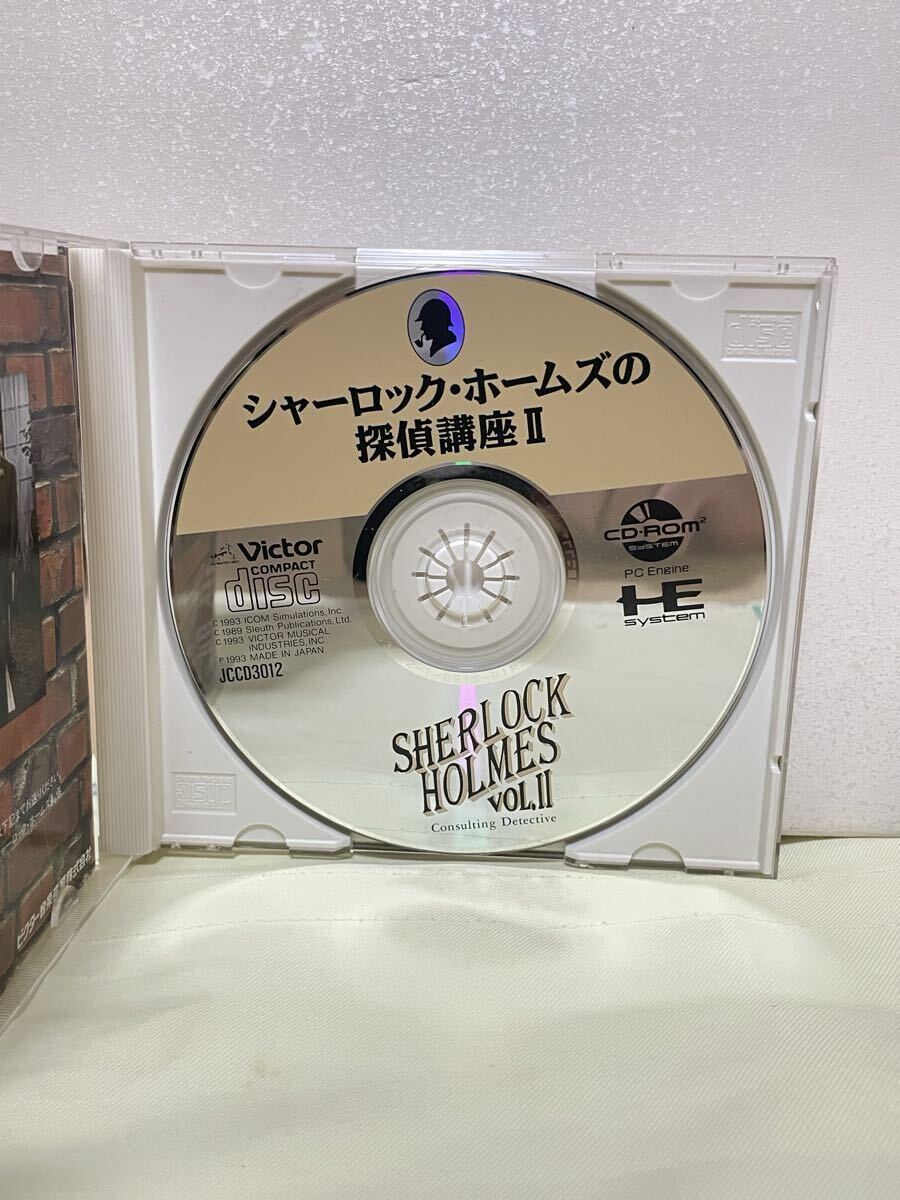 シャーロック・ホームズの
探偵講座II
Victor
COMPACT
disc
© 1993 ICOM Simulations, Inc.
© 1989 Sleuth Publications, Ltd.
© 1993 VICTOR MUSICAL
INDUSTRIES, INC.
℗ 1993 MADE IN JAPAN.
JCCD3012
CD-ROM²
SYSTEM
PC Engine
HE
system
SHERLOCK
HOLMES
VOL.II
Consulting Detective
COMPACT
disc